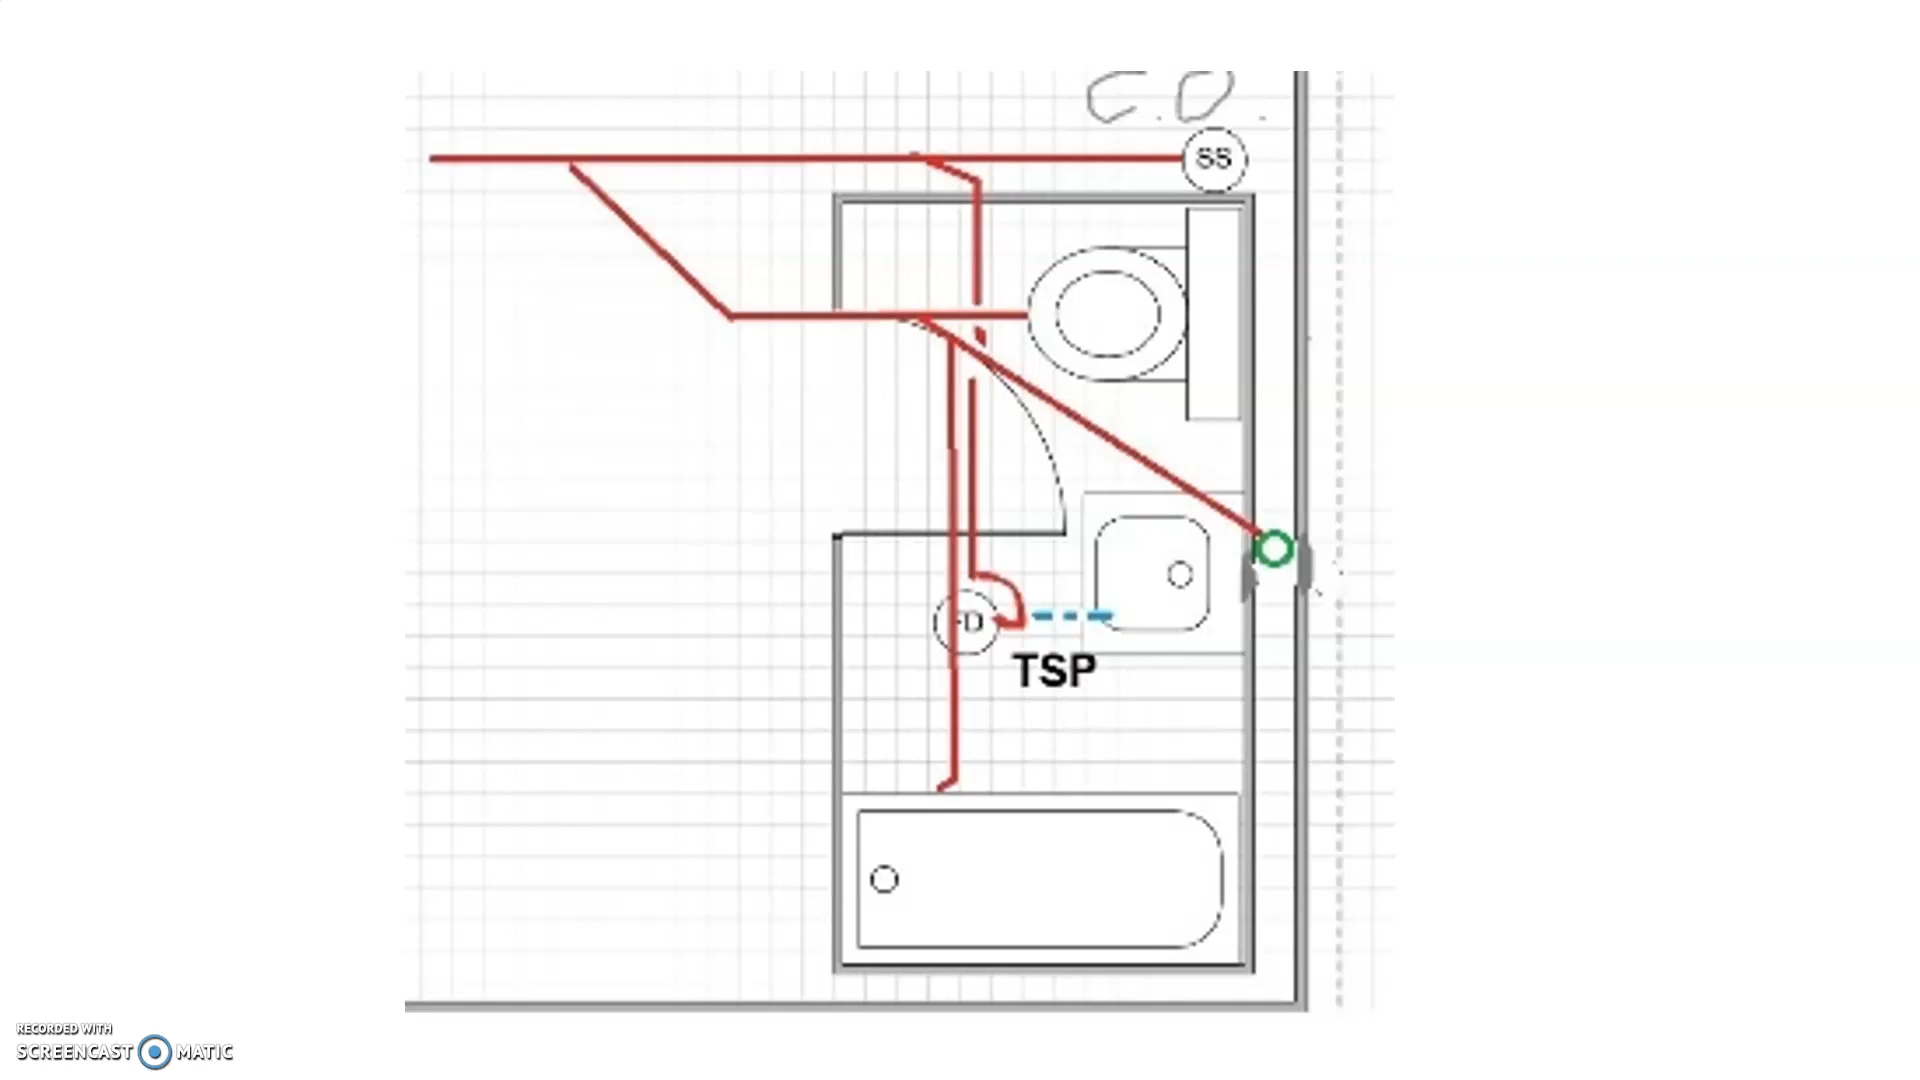 C.O.
SS
FD
TSP
RECORDED WITH
SCREENCAST MATIC